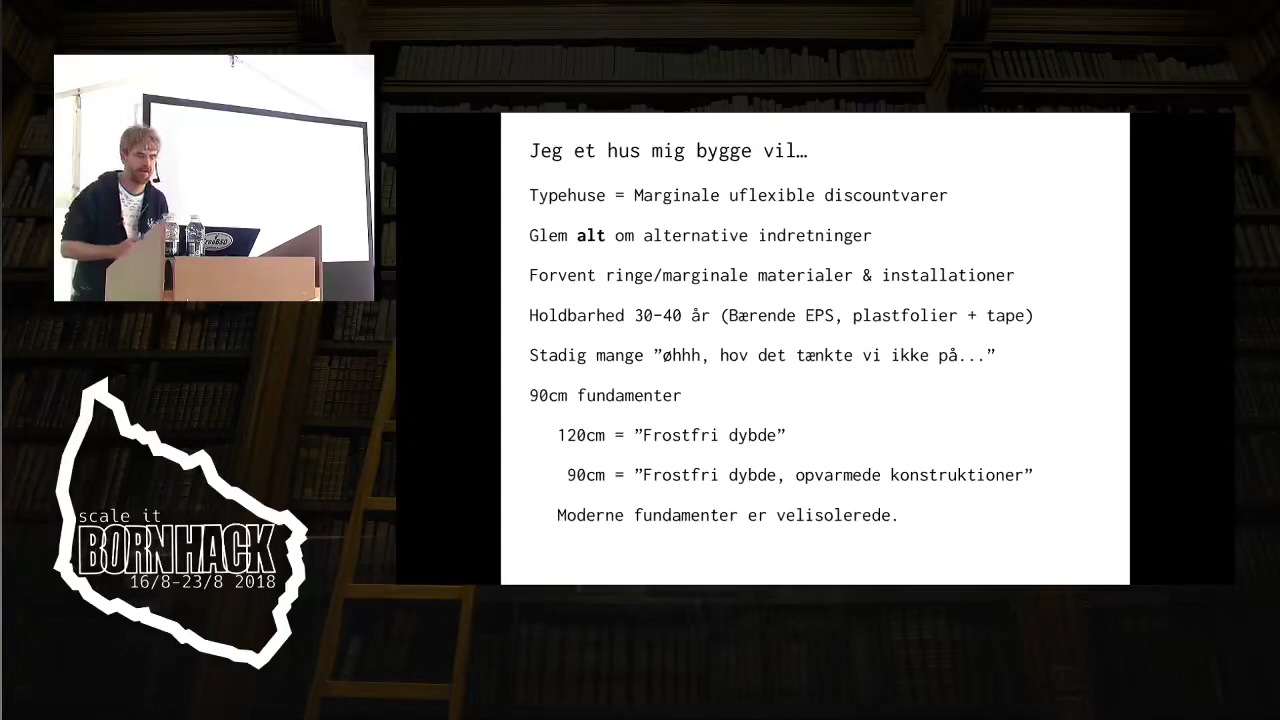 Jeg et hus mig bygge vil…
Typehuse = Marginale uflexible discountvarer
Glem alt om alternative indretninger
Forvent ringe/marginale materialer & installationer
Holdbarhed 30-40 år (Bærende EPS, plastfolier + tape)
Stadig mange ”øhhh, hov det tænkte vi ikke på...”
90cm fundamenter
120cm = ”Frostfri dybde”
90cm = ”Frostfri dybde, opvarmede konstruktioner”
Moderne fundamenter er velisolerede.
scale it
BORNHACK
16/8-23/8 2018